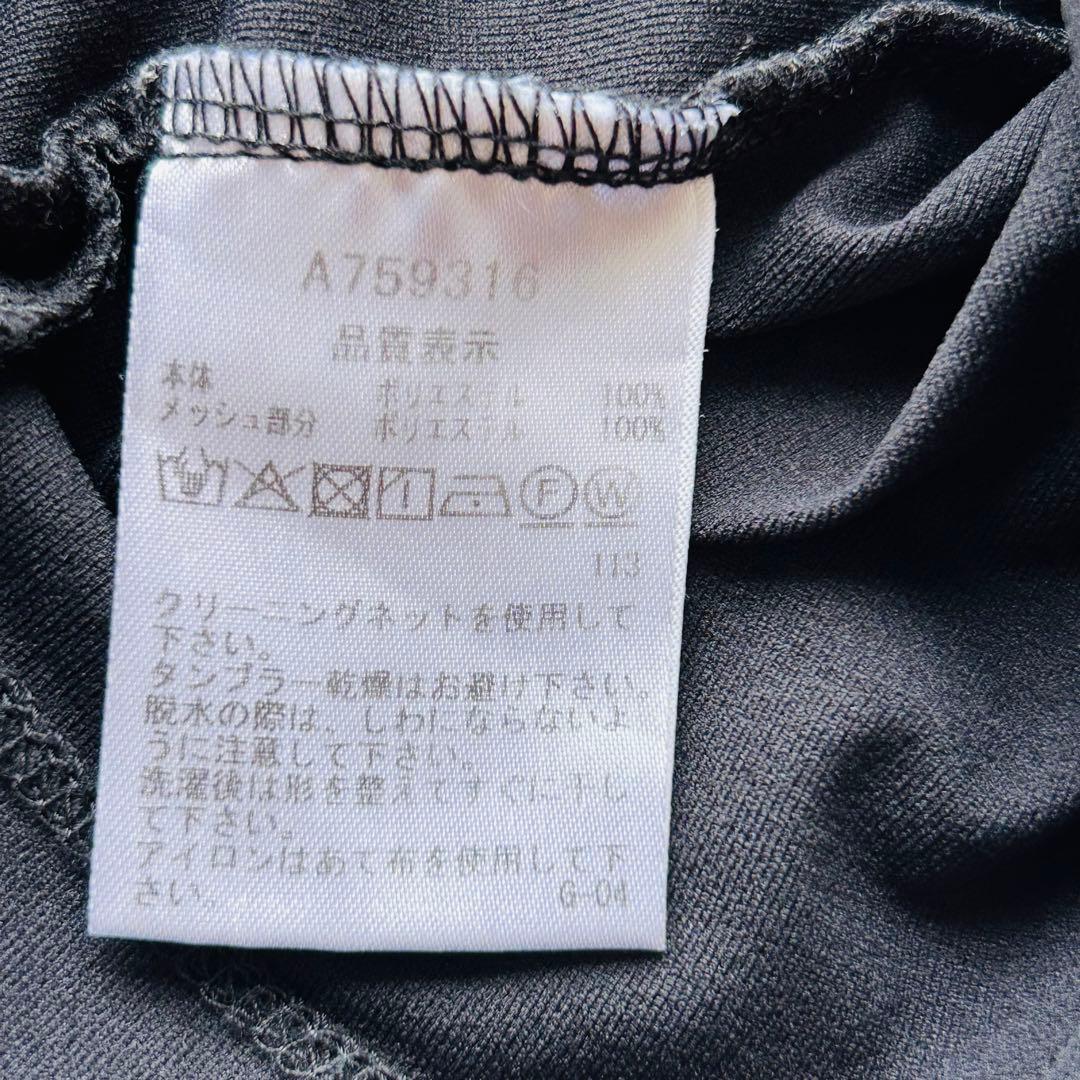 A759316
品質表示
本体 ポリエステル 100%
メッシュ部分 ポリエステル 100%
F W
113
クリーニングネットを使用して
下さい。
タンブラー乾燥はお避け下さい。
脱水の際は、しわにならないよ
うに注意して下さい。
洗濯後は形を整えてすぐに干し
て下さい。
アイロンはあて布を使用して下
さい。 G-04